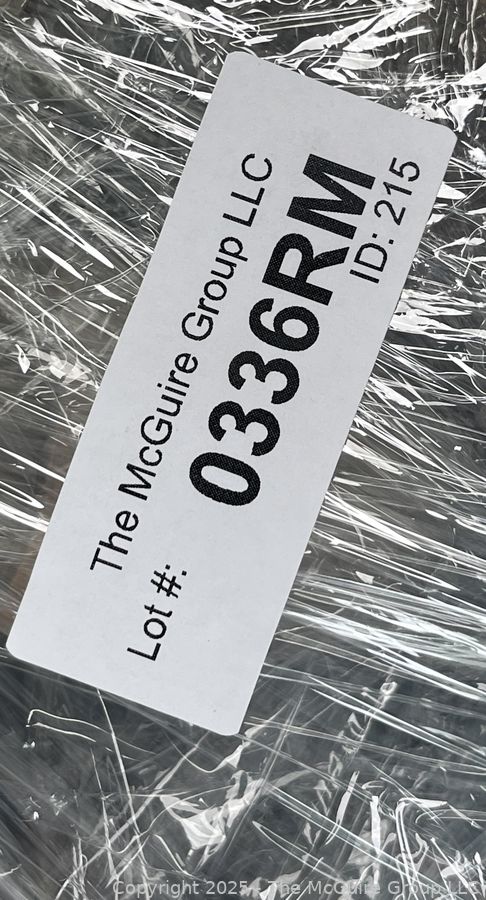 The McGuire Group LLC
Lot #:
0336RM
ID: 215
Copyright 2025 - The McGuire Group LLC